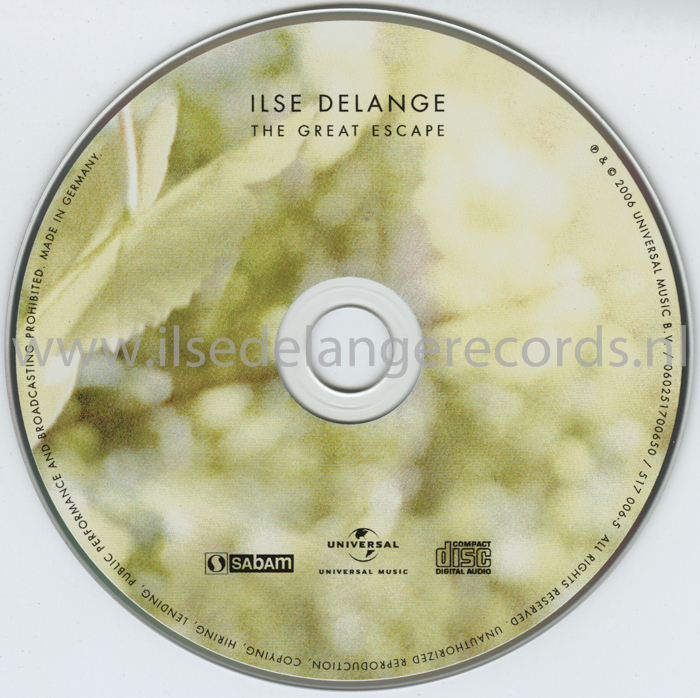 ILSE DELANGE
THE GREAT ESCAPE
℗ & © 2006 UNIVERSAL MUSIC B.V. / 060251700650 / 517 006-5 ALL RIGHTS RESERVED. UNAUTHORIZED REPRODUCTION, COPYING, HIRING, LENDING, PUBLIC PERFORMANCE AND BROADCASTING PROHIBITED. MADE IN GERMANY.
www.ilsedelangerecords.nl
S SABAM
UNIVERSAL
UNIVERSAL MUSIC
COMPACT
disc
DIGITAL AUDIO